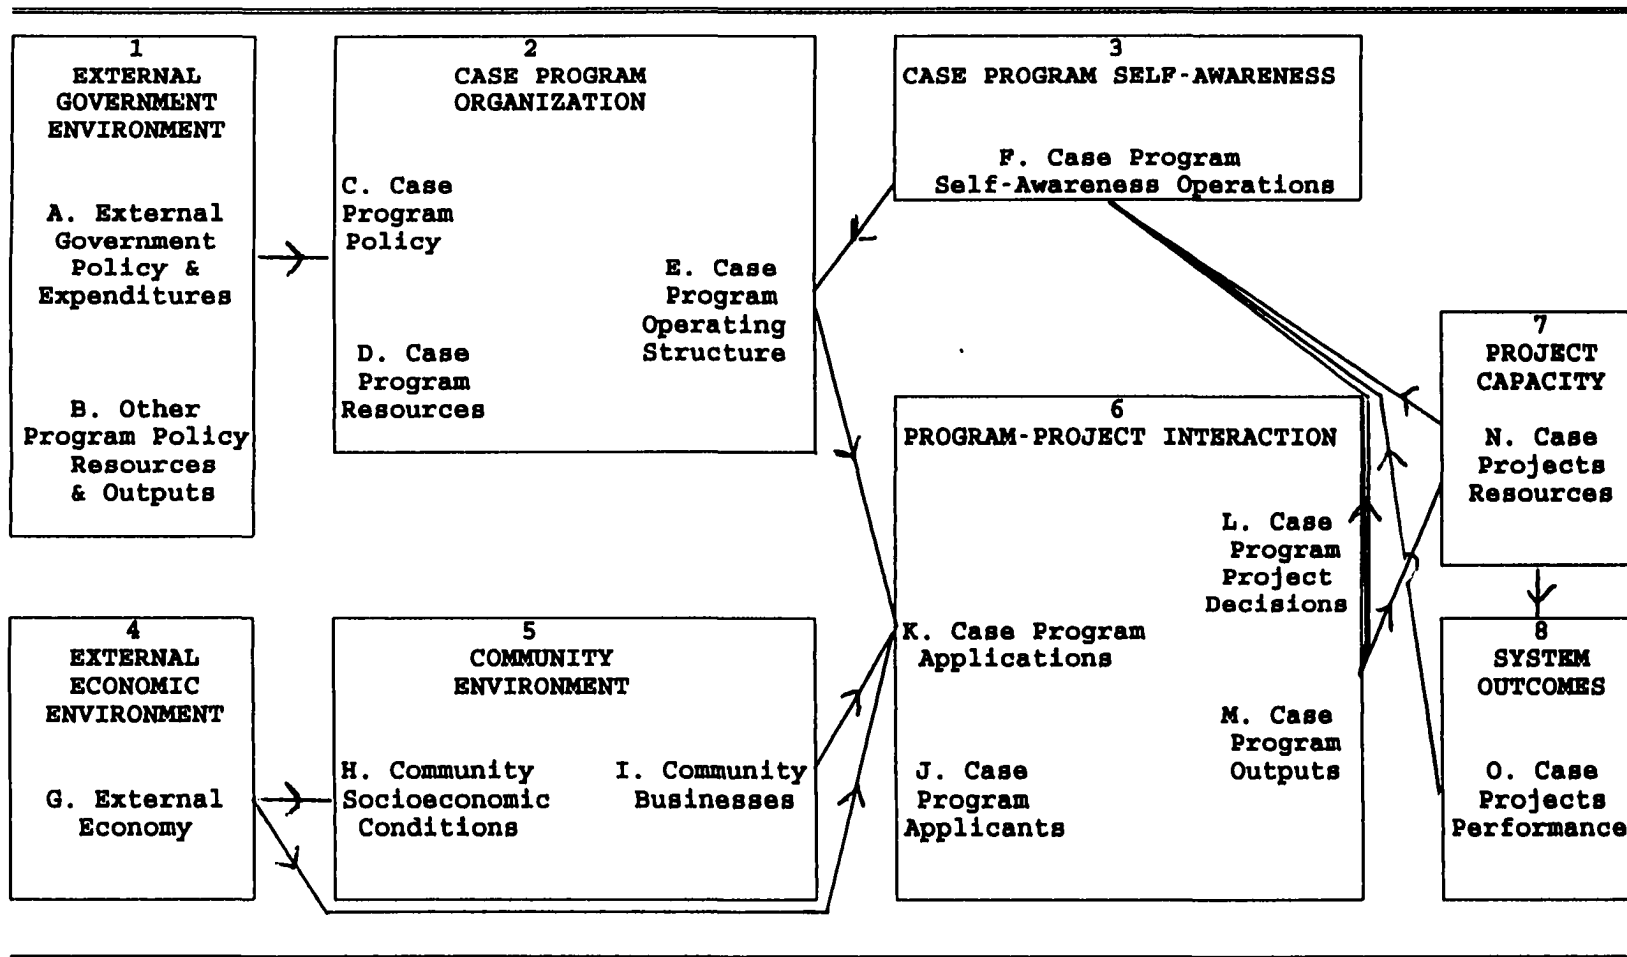 1
EXTERNAL
GOVERNMENT
ENVIRONMENT
A. External
Government
Policy &
Expenditures
B. Other
Program Policy
Resources
& Outputs
2
CASE PROGRAM
ORGANIZATION
C. Case
Program
Policy
D. Case
Program
Resources
E. Case
Program
Operating
Structure
3
CASE PROGRAM SELF-AWARENESS
F. Case Program
Self-Awareness Operations
4
EXTERNAL
ECONOMIC
ENVIRONMENT
G. External
Economy
5
COMMUNITY
ENVIRONMENT
H. Community
Socioeconomic
Conditions
I. Community
Businesses
6
PROGRAM-PROJECT INTERACTION
L. Case
Program
Project
Decisions
K. Case Program
Applications
M. Case
Program
Outputs
J. Case
Program
Applicants
7
PROJECT
CAPACITY
N. Case
Projects
Resources
8
SYSTEM
OUTCOMES
O. Case
Projects
Performance